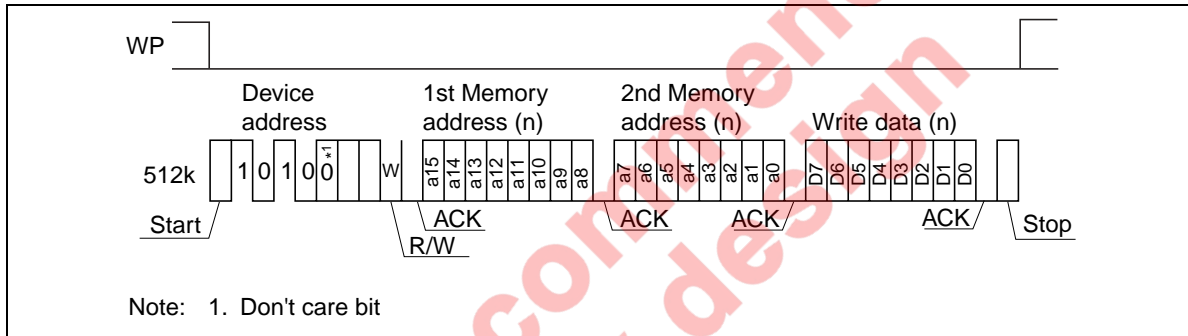 WP
Device
address
1st Memory
address (n)
2nd Memory
address (n)
Write data (n)
512k
1 0 1 0 0 *1 W a15 a14 a13 a12 a11 a10 a9 a8 a7 a6 a5 a4 a3 a2 a1 a0 D7 D6 D5 D4 D3 D2 D1 D0
Start
R/W
ACK
ACK
ACK
ACK
Stop
Note: 1. Don't care bit
commen
design